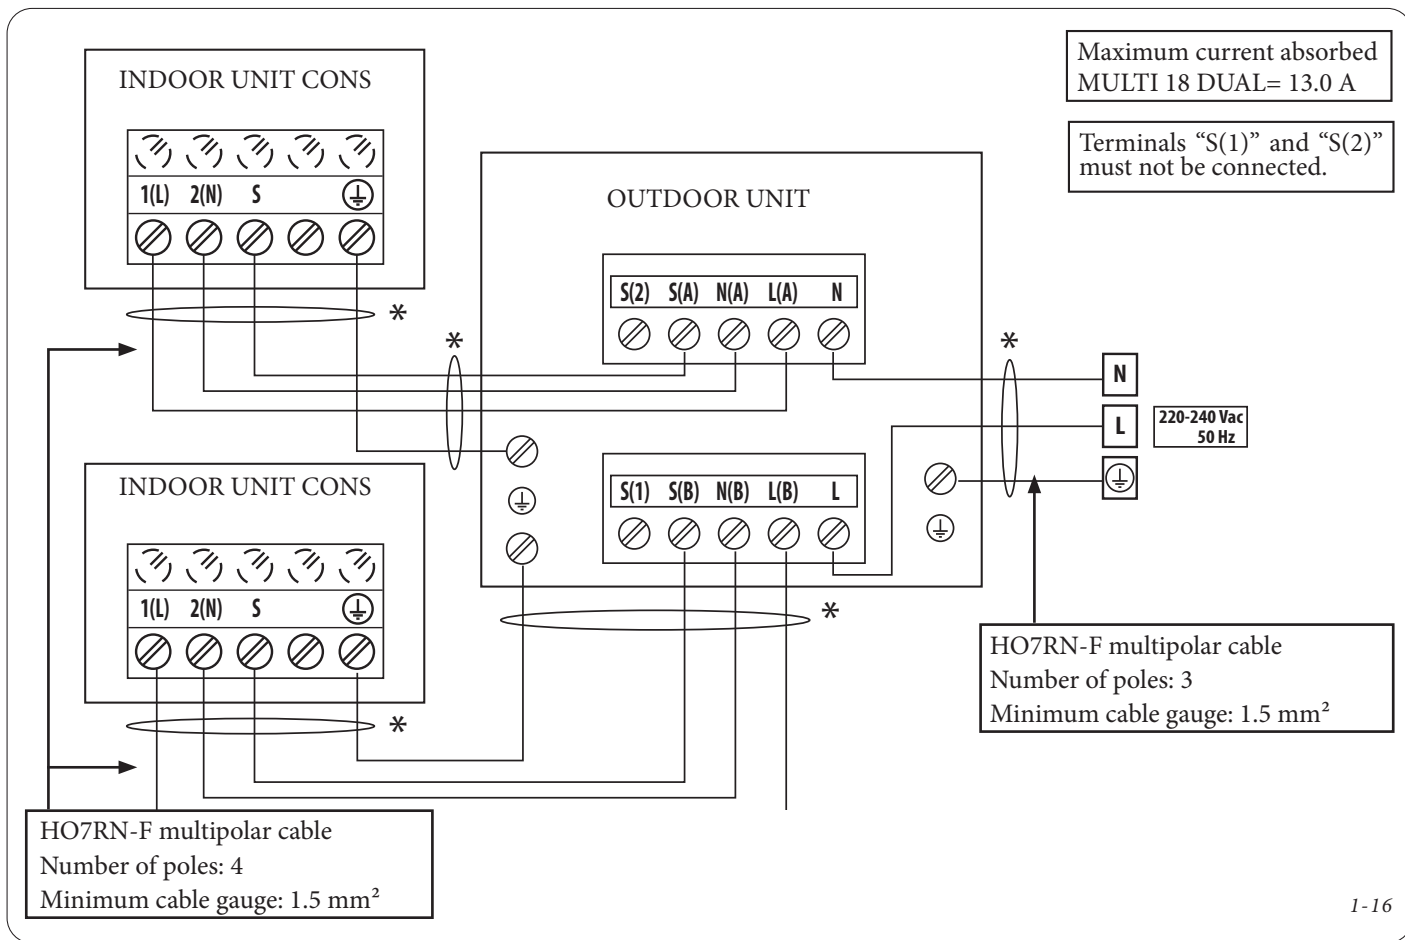 INDOOR UNIT CONS
1(L) 2(N) S
*
Maximum current absorbed
MULTI 18 DUAL= 13.0 A
Terminals “S(1)” and “S(2)”
must not be connected.
OUTDOOR UNIT
S(2) S(A) N(A) L(A) N
*
*
N
L
220-240 Vac
50 Hz
S(1) S(B) N(B) L(B) L
*
INDOOR UNIT CONS
1(L) 2(N) S
*
HO7RN-F multipolar cable
Number of poles: 3
Minimum cable gauge: 1.5 mm²
HO7RN-F multipolar cable
Number of poles: 4
Minimum cable gauge: 1.5 mm²
1-16